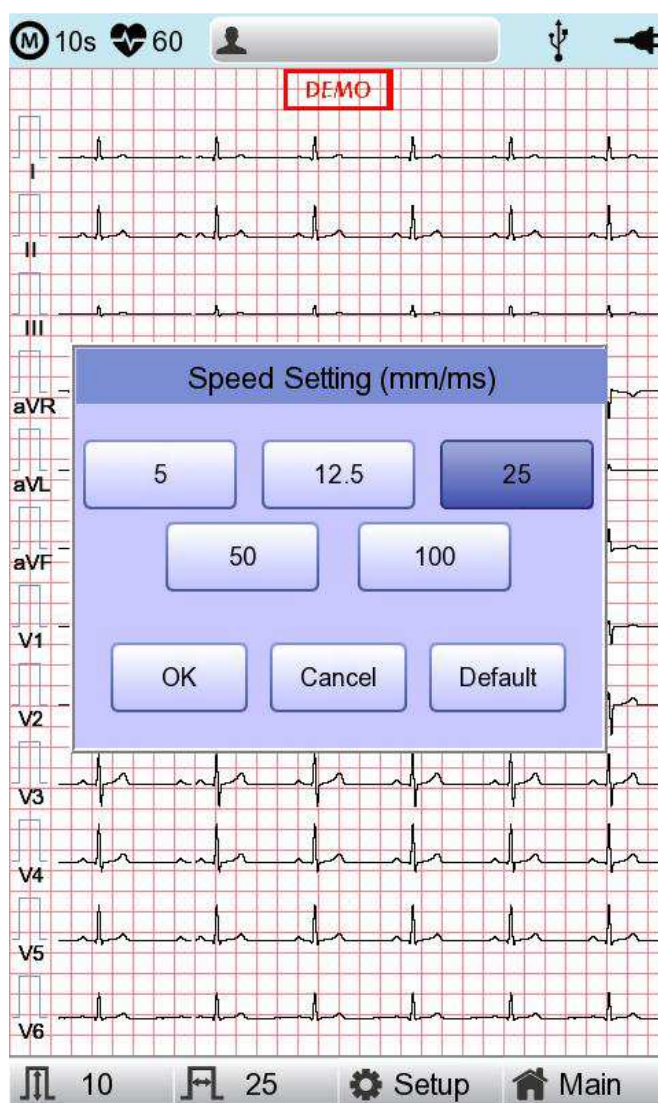 M 10s 60
DEMO
I
II
III
Speed Setting (mm/ms)
aVR
5 12.5 25
aVL
50 100
aVF
V1
OK Cancel Default
V2
V3
V4
V5
V6
10 25 Setup Main